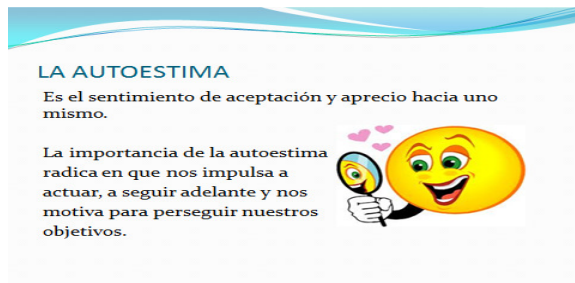 LA AUTOESTIMA
Es el sentimiento de aceptación y aprecio hacia uno
mismo.
La importancia de la autoestima
radica en que nos impulsa a
actuar, a seguir adelante y nos
motiva para perseguir nuestros
objetivos.